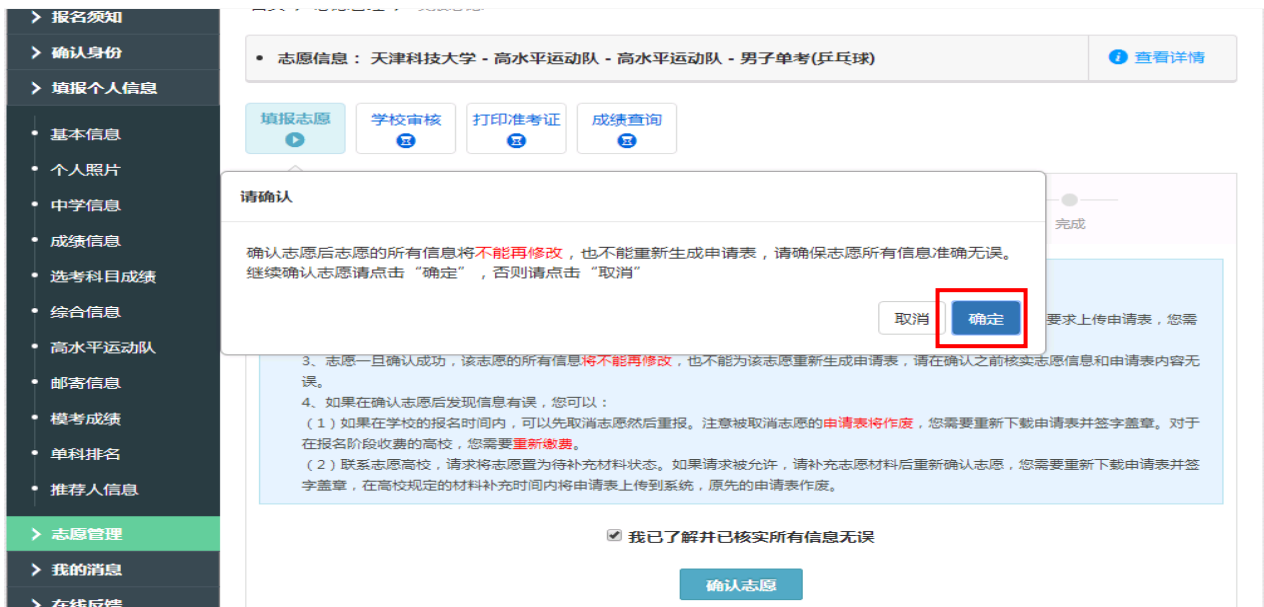 报名须知
确认身份
填报个人信息
基本信息
个人照片
中学信息
成绩信息
选考科目成绩
综合信息
高水平运动队
邮寄信息
模考成绩
单科排名
推荐人信息
志愿管理
我的消息
在线反馈
志愿信息：天津科技大学 - 高水平运动队 - 高水平运动队 - 男子单考(乒乓球)
查看详情
填报志愿
学校审核
打印准考证
成绩查询
完成
请确认
确认志愿后志愿的所有信息将不能再修改，也不能重新生成申请表，请确保志愿所有信息准确无误。
继续确认志愿请点击“确定”，否则请点击“取消”
取消
确定
要求上传申请表，您需
3、志愿一旦确认成功，该志愿的所有信息将不能再修改，也不能为该志愿重新生成申请表，请在确认之前核实志愿信息和申请表内容无
误。
4、如果在确认志愿后发现信息有误，您可以：
（1）如果在学校的报名时间内，可以先取消志愿然后重报。注意被取消志愿的申请表将作废，您需要重新下载申请表并签字盖章。对于
在报名阶段收费的高校，您需要重新缴费。
（2）联系志愿高校，请求将志愿置为待补充材料状态。如果请求被允许，请补充志愿材料后重新确认志愿，您需要重新下载申请表并签
字盖章，在高校规定的材料补充时间内将申请表上传到系统，原先的申请表作废。
我已了解并已核实所有信息无误
确认志愿